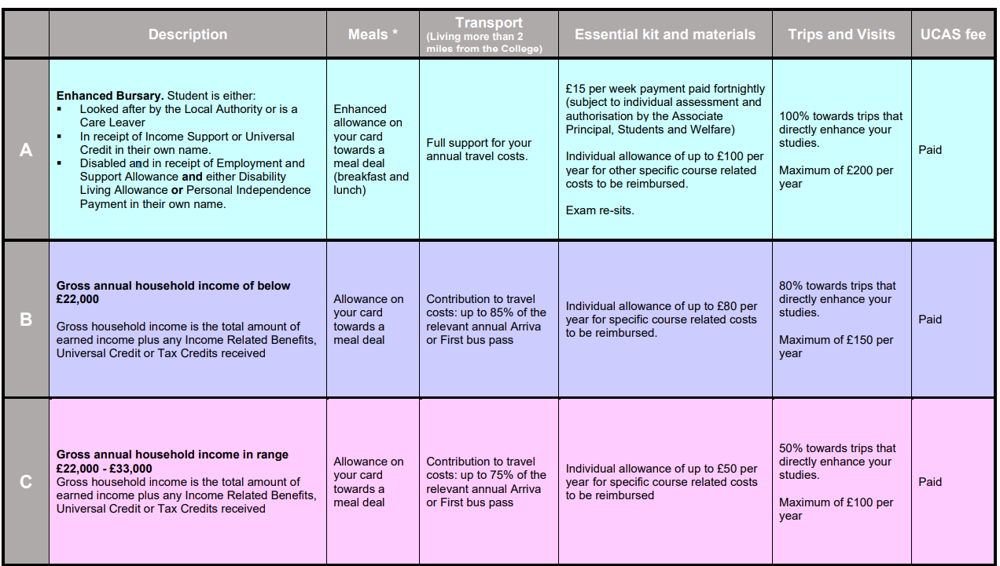 Description
Meals *
Transport
(Living more than 2
miles from the College)
Essential kit and materials
Trips and Visits
UCAS fee
A
Enhanced Bursary. Student is either:
▪ Looked after by the Local Authority or is a
Care Leaver
▪ In receipt of Income Support or Universal
Credit in their own name.
▪ Disabled and in receipt of Employment and
Support Allowance and either Disability
Living Allowance or Personal Independence
Payment in their own name.
Enhanced
allowance on
your card
towards a
meal deal
(breakfast and
lunch)
Full support for your
annual travel costs.
£15 per week payment paid fortnightly
(subject to individual assessment and
authorisation by the Associate
Principal, Students and Welfare)
Individual allowance of up to £100 per
year for other specific course related
costs to be reimbursed.
Exam re-sits.
100% towards trips that
directly enhance your
studies.
Maximum of £200 per
year
Paid
B
Gross annual household income of below
£22,000
Gross household income is the total amount of
earned income plus any Income Related Benefits,
Universal Credit or Tax Credits received
Allowance on
your card
towards a
meal deal
Contribution to travel
costs: up to 85% of the
relevant annual Arriva
or First bus pass
Individual allowance of up to £80 per
year for specific course related costs
to be reimbursed.
80% towards trips that
directly enhance your
studies.
Maximum of £150 per
year
Paid
C
Gross annual household income in range
£22,000 - £33,000
Gross household income is the total amount of
earned income plus any Income Related Benefits,
Universal Credit or Tax Credits received
Allowance on
your card
towards a
meal deal
Contribution to travel
costs: up to 75% of the
relevant annual Arriva
or First bus pass
Individual allowance of up to £50 per
year for specific course related costs
to be reimbursed
50% towards trips that
directly enhance your
studies.
Maximum of £100 per
year
Paid